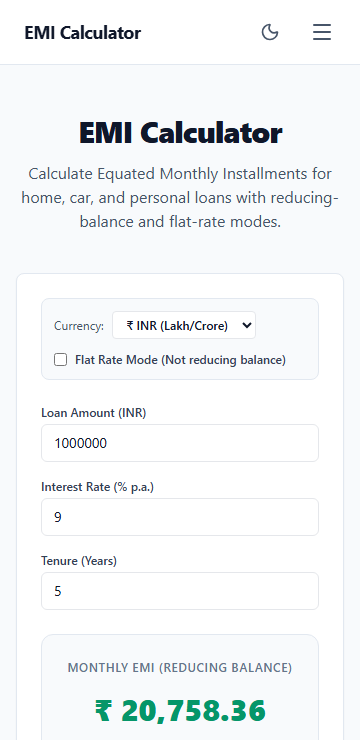 EMI Calculator
EMI Calculator
Calculate Equated Monthly Installments for
home, car, and personal loans with reducing-
balance and flat-rate modes.
Currency: ₹ INR (Lakh/Crore)
Flat Rate Mode (Not reducing balance)
Loan Amount (INR)
1000000
Interest Rate (% p.a.)
9
Tenure (Years)
5
MONTHLY EMI (REDUCING BALANCE)
₹ 20,758.36